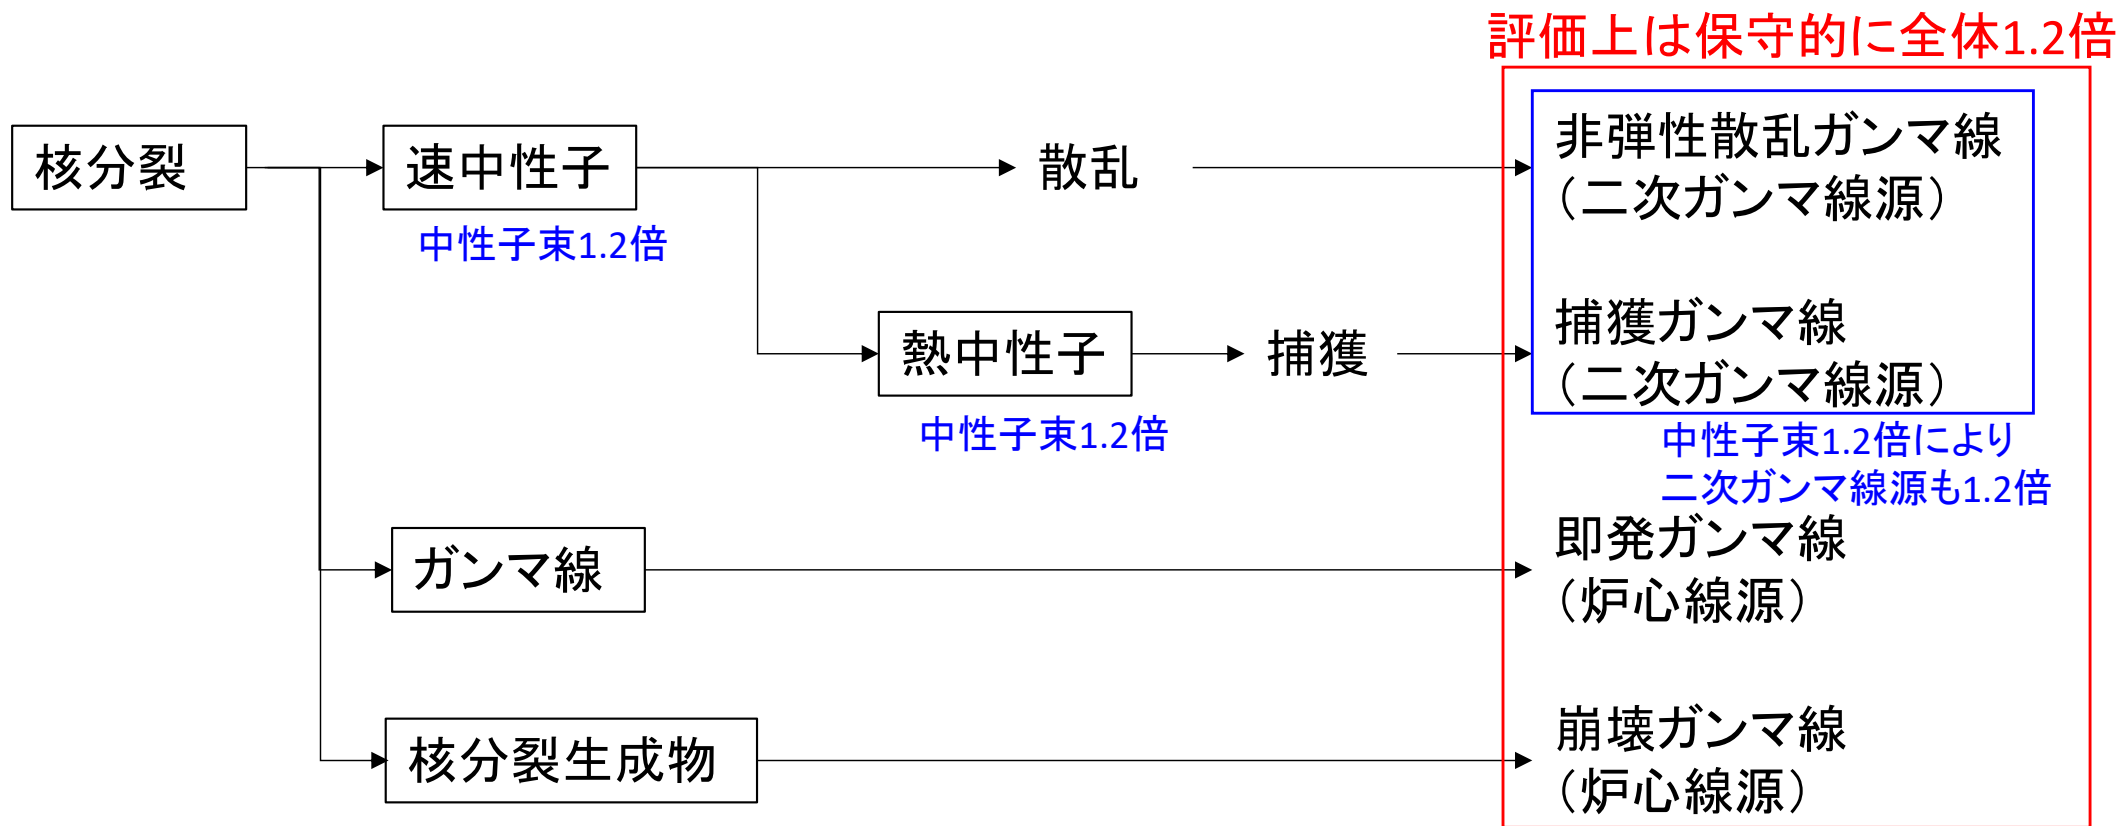 評価上は保守的に全体1.2倍
核分裂
速中性子
散乱
非弾性散乱ガンマ線
（二次ガンマ線源）
中性子束1.2倍
熱中性子
捕獲
捕獲ガンマ線
（二次ガンマ線源）
中性子束1.2倍
中性子束1.2倍により
二次ガンマ線源も1.2倍
ガンマ線
即発ガンマ線
（炉心線源）
核分裂生成物
崩壊ガンマ線
（炉心線源）